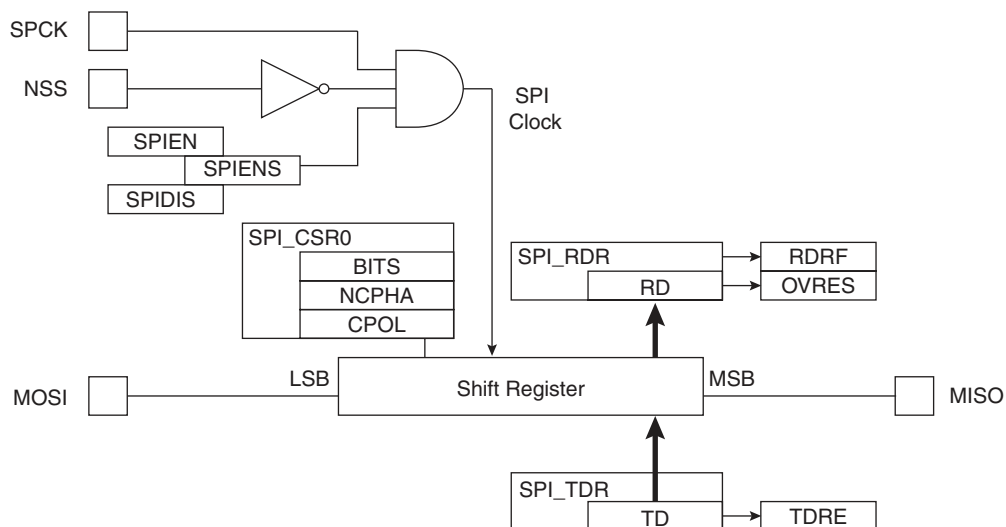 SPCK
NSS
SPI
Clock
SPIEN
SPIENS
SPIDIS
SPI_CSR0
BITS
NCPHA
CPOL
SPI_RDR
RD
RDRF
OVRES
MOSI
LSB
Shift Register
MSB
MISO
SPI_TDR
TD
TDRE